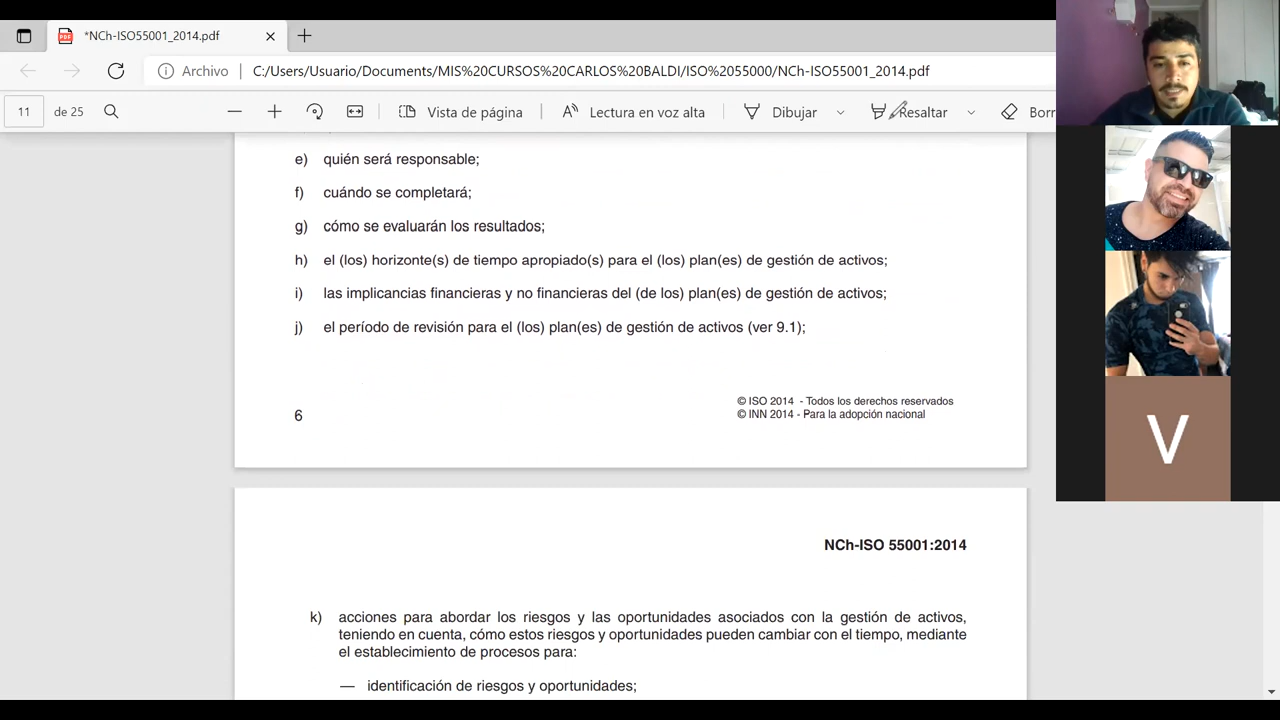 *NCh-ISO55001_2014.pdf
Archivo | C:/Users/Usuario/Documents/MIS%20CURSOS%20CARLOS%20BALDI/ISO%2055000/NCh-ISO55001_2014.pdf
11 de 25 Vista de página Lectura en voz alta Dibujar Resaltar Borr
e) quién será responsable;
f) cuándo se completará;
g) cómo se evaluarán los resultados;
h) el (los) horizonte(s) de tiempo apropiado(s) para el (los) plan(es) de gestión de activos;
i) las implicancias financieras y no financieras del (de los) plan(es) de gestión de activos;
j) el período de revisión para el (los) plan(es) de gestión de activos (ver 9.1);
© ISO 2014 - Todos los derechos reservados
6 © INN 2014 - Para la adopción nacional
NCh-ISO 55001:2014
k) acciones para abordar los riesgos y las oportunidades asociados con la gestión de activos,
teniendo en cuenta, cómo estos riesgos y oportunidades pueden cambiar con el tiempo, mediante
el establecimiento de procesos para:
— identificación de riesgos y oportunidades;
V